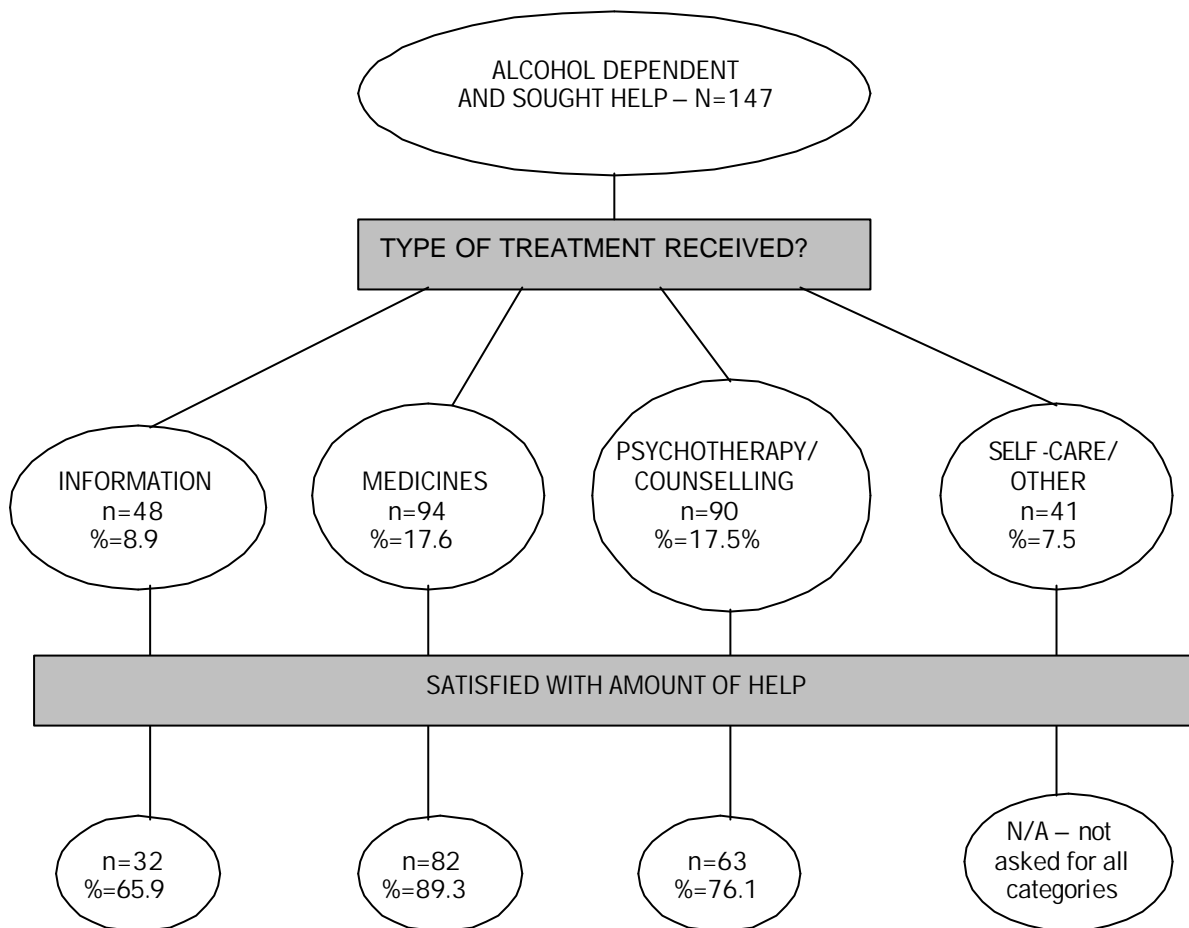 ALCOHOL DEPENDENT
AND SOUGHT HELP – N=147
TYPE OF TREATMENT RECEIVED?
INFORMATION
n=48
%=8.9
MEDICINES
n=94
%=17.6
PSYCHOTHERAPY/
COUNSELLING
n=90
%=17.5%
SELF-CARE/
OTHER
n=41
%=7.5
SATISFIED WITH AMOUNT OF HELP
n=32
%=65.9
n=82
%=89.3
n=63
%=76.1
N/A – not
asked for all
categories